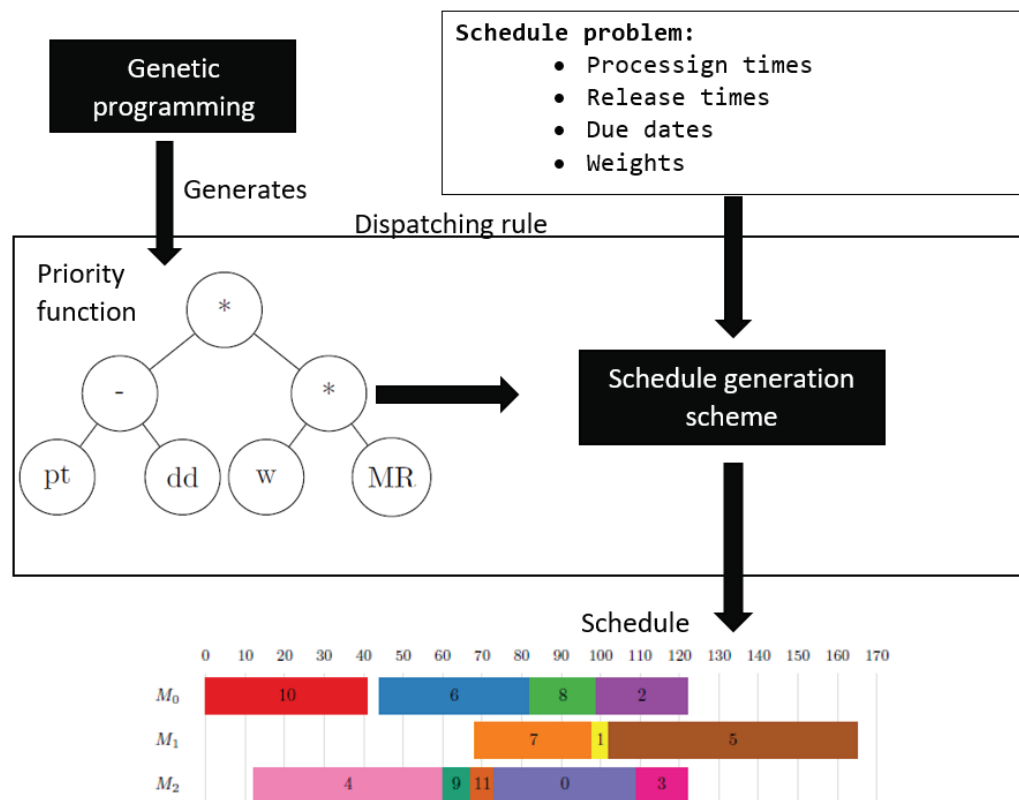 Genetic
programming
Schedule problem:
• Processign times
• Release times
• Due dates
• Weights
Generates
Dispatching rule
Priority
function
*
-
*
pt
dd
w
MR
Schedule generation
scheme
Schedule
0 10 20 30 40 50 60 70 80 90 100 110 120 130 140 150 160 170
M0 10 6 8 2
M1 7 1 5
M2 4 9 11 0 3